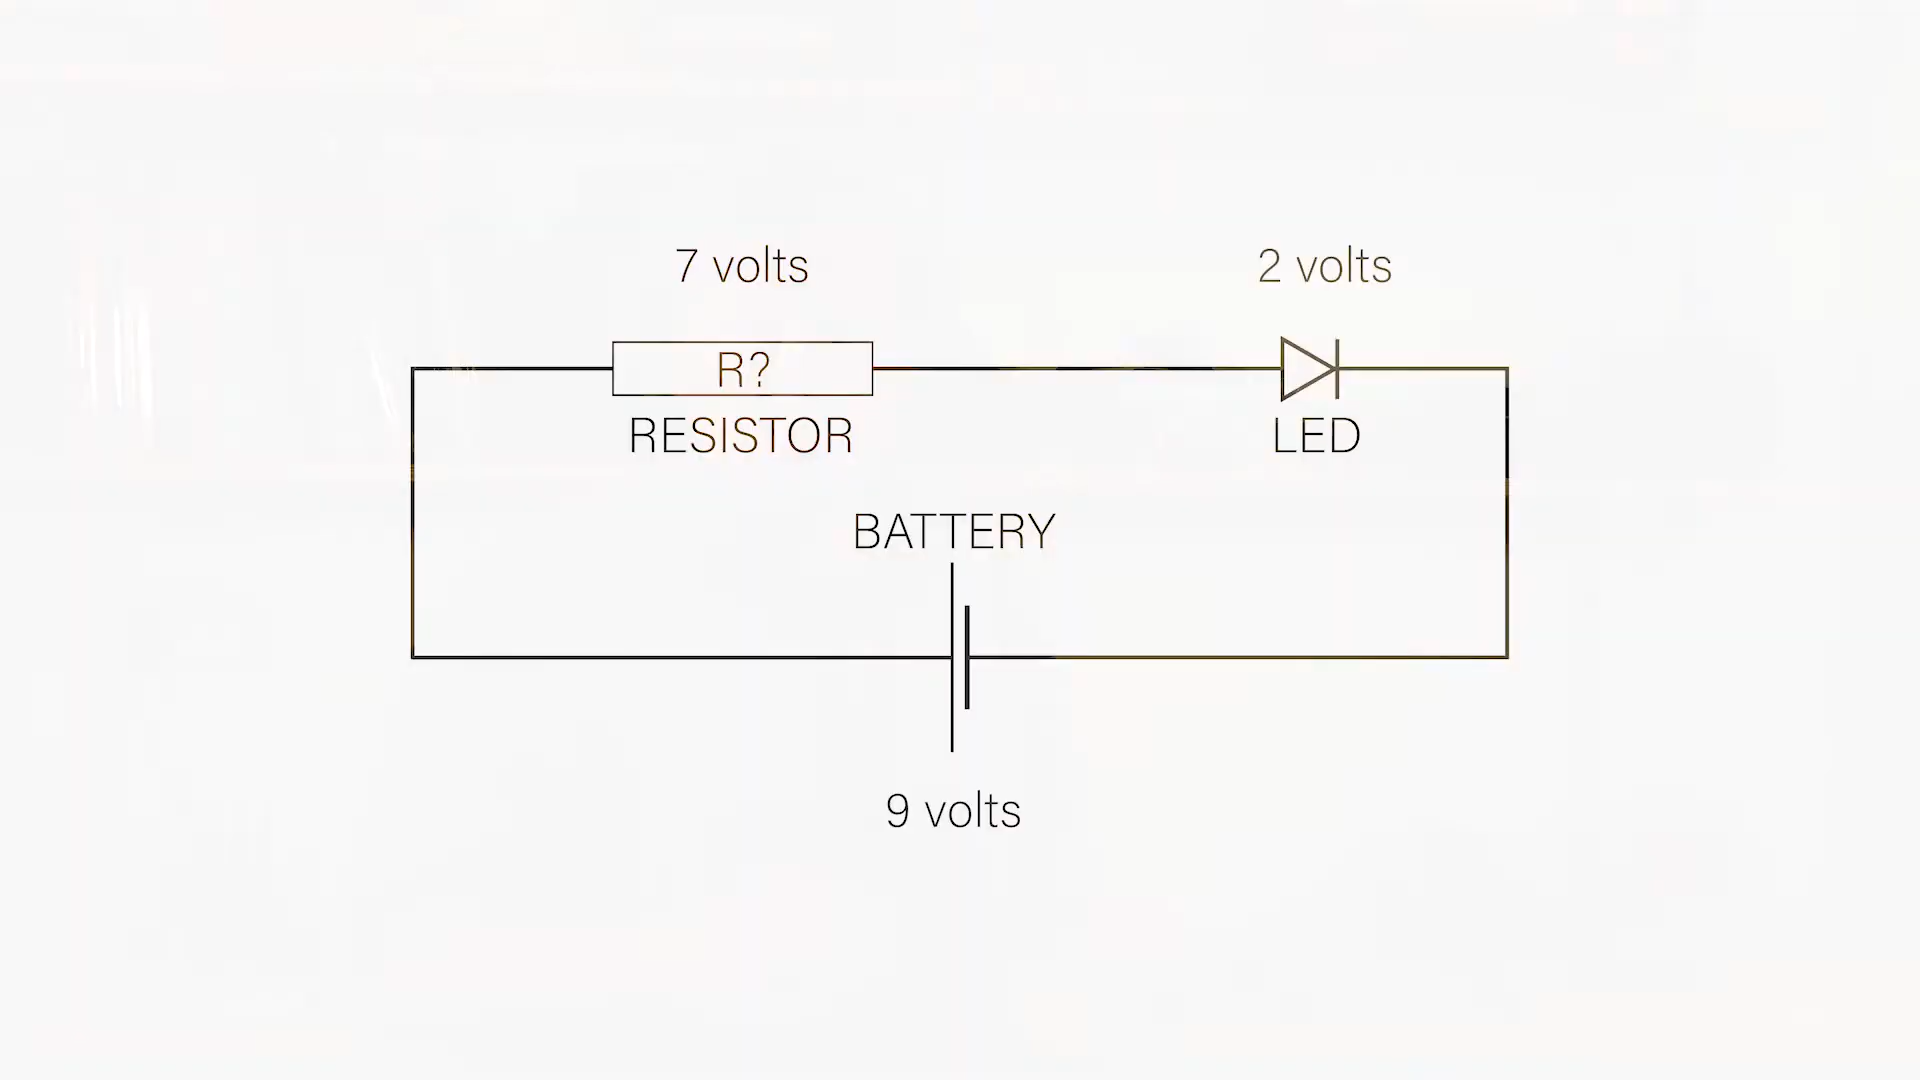 7 volts
2 volts
R?
RESISTOR
LED
BATTERY
9 volts